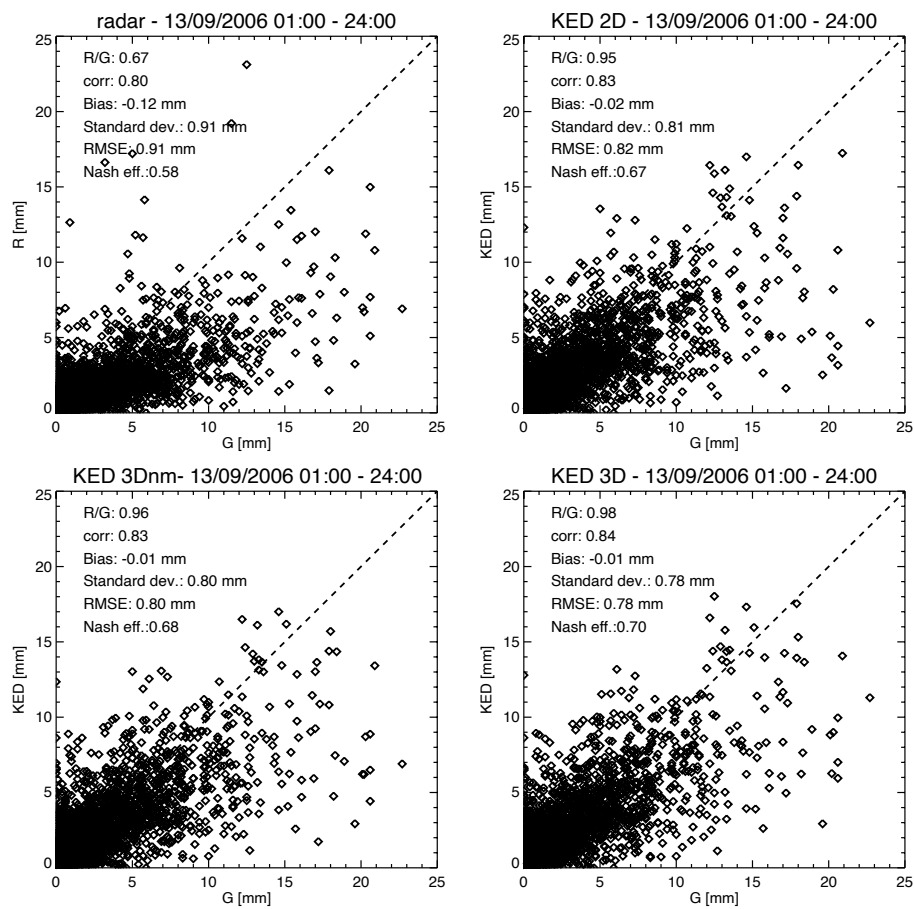 radar - 13/09/2006 01:00 - 24:00
25
20
15
10
5
0
R [mm]
R/G: 0.67
corr: 0.80
Bias: -0.12 mm
Standard dev.: 0.91 mm
RMSE: 0.91 mm
Nash eff.:0.58
0 5 10 15 20 25
G [mm]
KED 2D - 13/09/2006 01:00 - 24:00
25
20
15
10
5
0
KED [mm]
R/G: 0.95
corr: 0.83
Bias: -0.02 mm
Standard dev.: 0.81 mm
RMSE: 0.82 mm
Nash eff.:0.67
0 5 10 15 20 25
G [mm]
KED 3Dnm- 13/09/2006 01:00 - 24:00
25
20
15
10
5
0
KED [mm]
R/G: 0.96
corr: 0.83
Bias: -0.01 mm
Standard dev.: 0.80 mm
RMSE: 0.80 mm
Nash eff.:0.68
0 5 10 15 20 25
G [mm]
KED 3D - 13/09/2006 01:00 - 24:00
25
20
15
10
5
0
KED [mm]
R/G: 0.98
corr: 0.84
Bias: -0.01 mm
Standard dev.: 0.78 mm
RMSE: 0.78 mm
Nash eff.:0.70
0 5 10 15 20 25
G [mm]